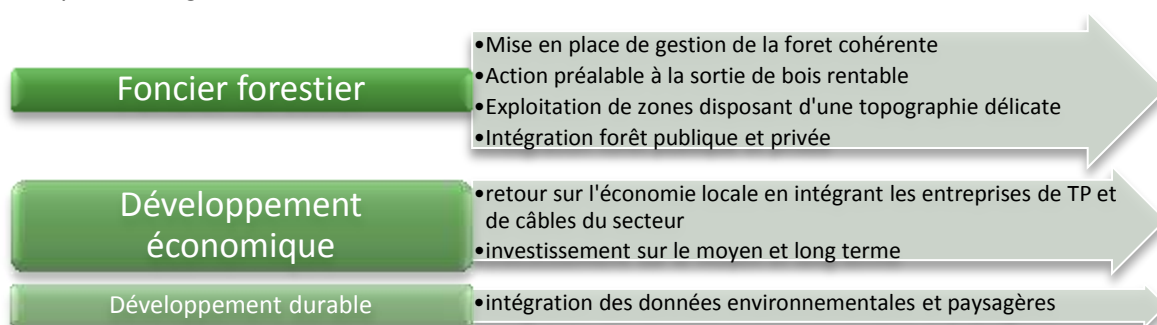 Foncier forestier
•Mise en place de gestion de la foret cohérente
•Action préalable à la sortie de bois rentable
•Exploitation de zones disposant d'une topographie délicate
•Intégration forêt publique et privée
Développement
économique
•retour sur l'économie locale en intégrant les entreprises de TP et
de câbles du secteur
•investissement sur le moyen et long terme
Développement durable
•intégration des données environnementales et paysagères